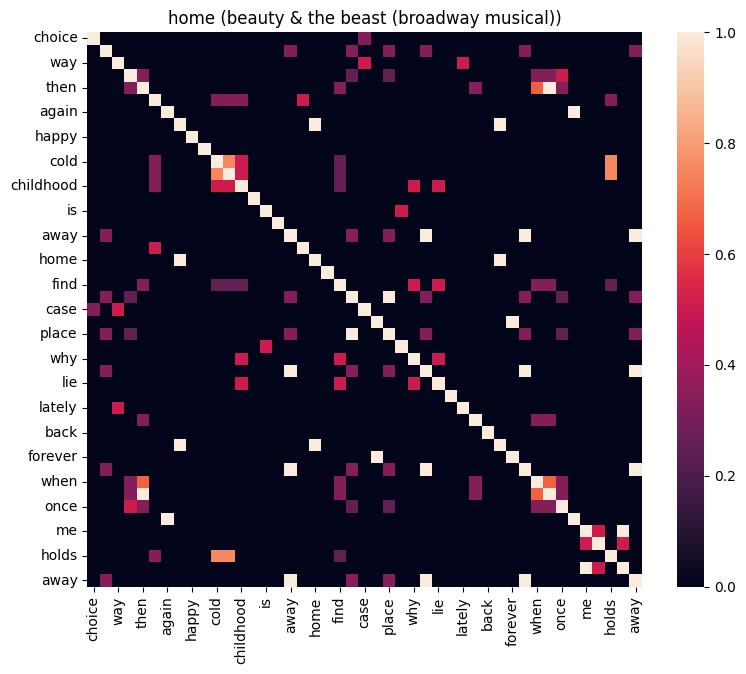 home (beauty & the beast (broadway musical))
choice
way
then
again
happy
cold
childhood
is
away
home
find
case
place
why
lie
lately
back
forever
when
once
me
holds
away
choice
way
then
again
happy
cold
childhood
is
away
home
find
case
place
why
lie
lately
back
forever
when
once
me
holds
away
1.0
0.8
0.6
0.4
0.2
0.0